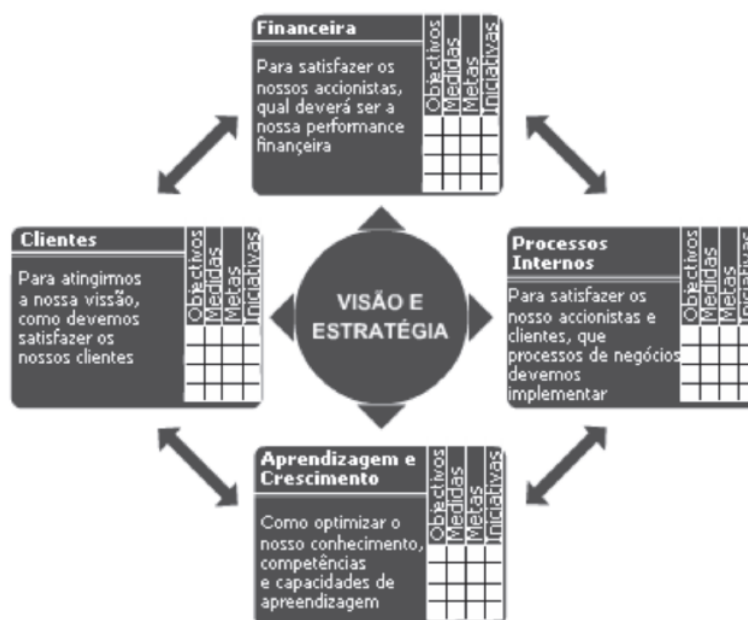 Financeira
Para satisfazer os
nossos accionistas,
qual deverá ser a
nossa performance
finançeira
Objectivos
Medidas
Metas
Iniciativas
Clientes
Para atingirmos
a nossa vissão,
como devemos
satisfazer os
nossos clientes
Objectivos
Medidas
Metas
Iniciativas
VISÃO E
ESTRATÉGIA
Processos
Internos
Para satisfazer os
nosso accionistas e
clientes, que
processos de negócios
devemos
implementar
Objectivos
Medidas
Metas
Iniciativas
Aprendizagem e
Crescimento
Como optimizar o
nosso conhecimento,
competências
e capacidades de
apreendizagem
Objectivos
Medidas
Metas
Iniciativas